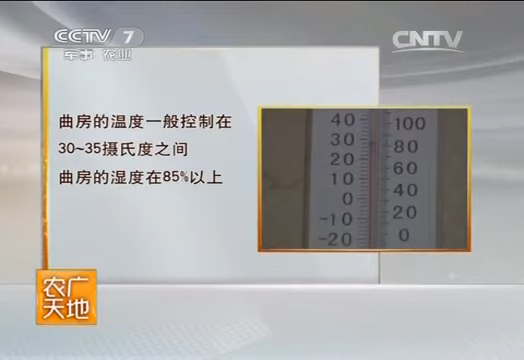 CCTV 7
军事 农业
CNTV
曲房的温度一般控制在
30~35摄氏度之间
曲房的湿度在85%以上
40 100
30 80
20 60
10 40
0 20
-10 0
-20
农广
天地